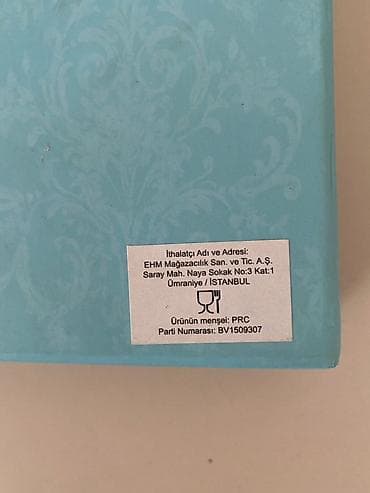 İthalatçı Adı ve Adresi:
EHM Mağazacılık San. ve Tic. A.Ş.
Saray Mah. Naya Sokak No:3 Kat:1
Ümraniye / İSTANBUL
Ürünün menşei: PRC
Parti Numarası: BV1509307